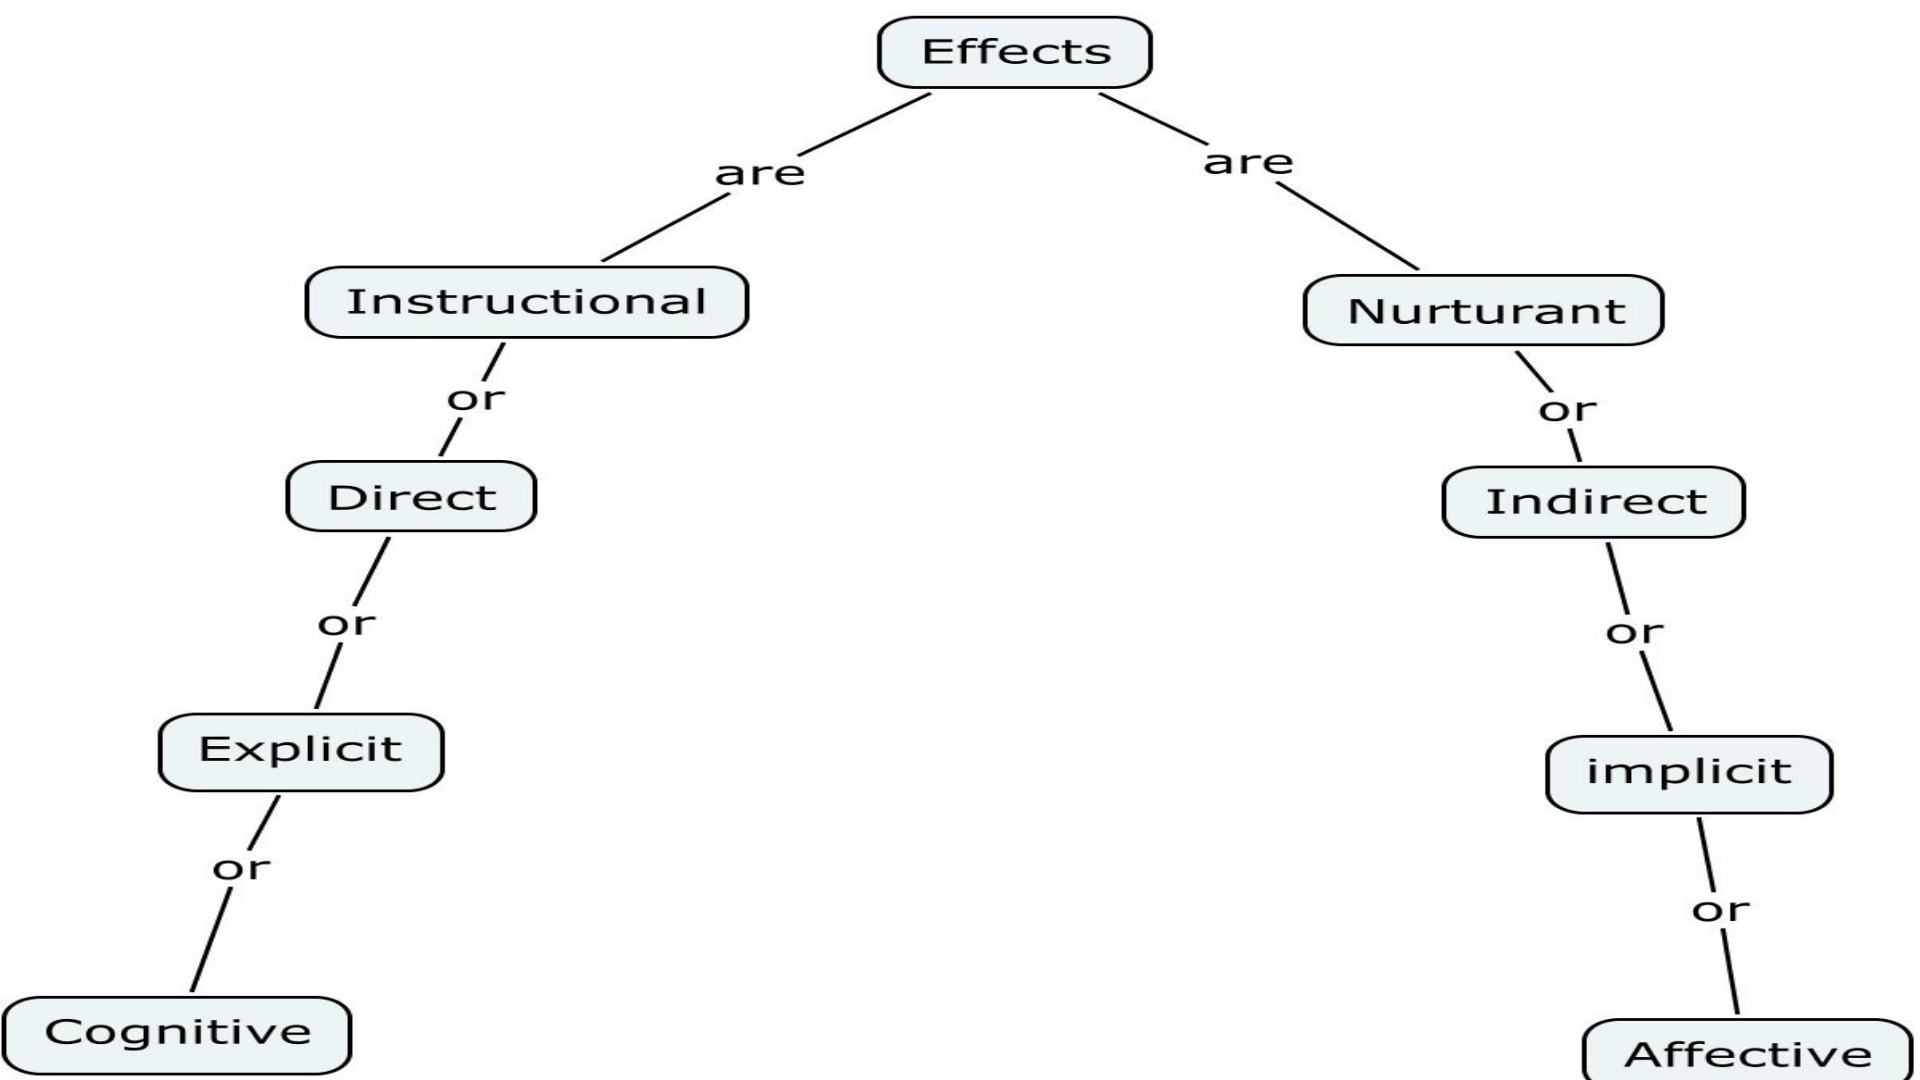 Effects
are
are
Instructional
Nurturant
or
or
Direct
Indirect
or
or
Explicit
implicit
or
or
Cognitive
Affective